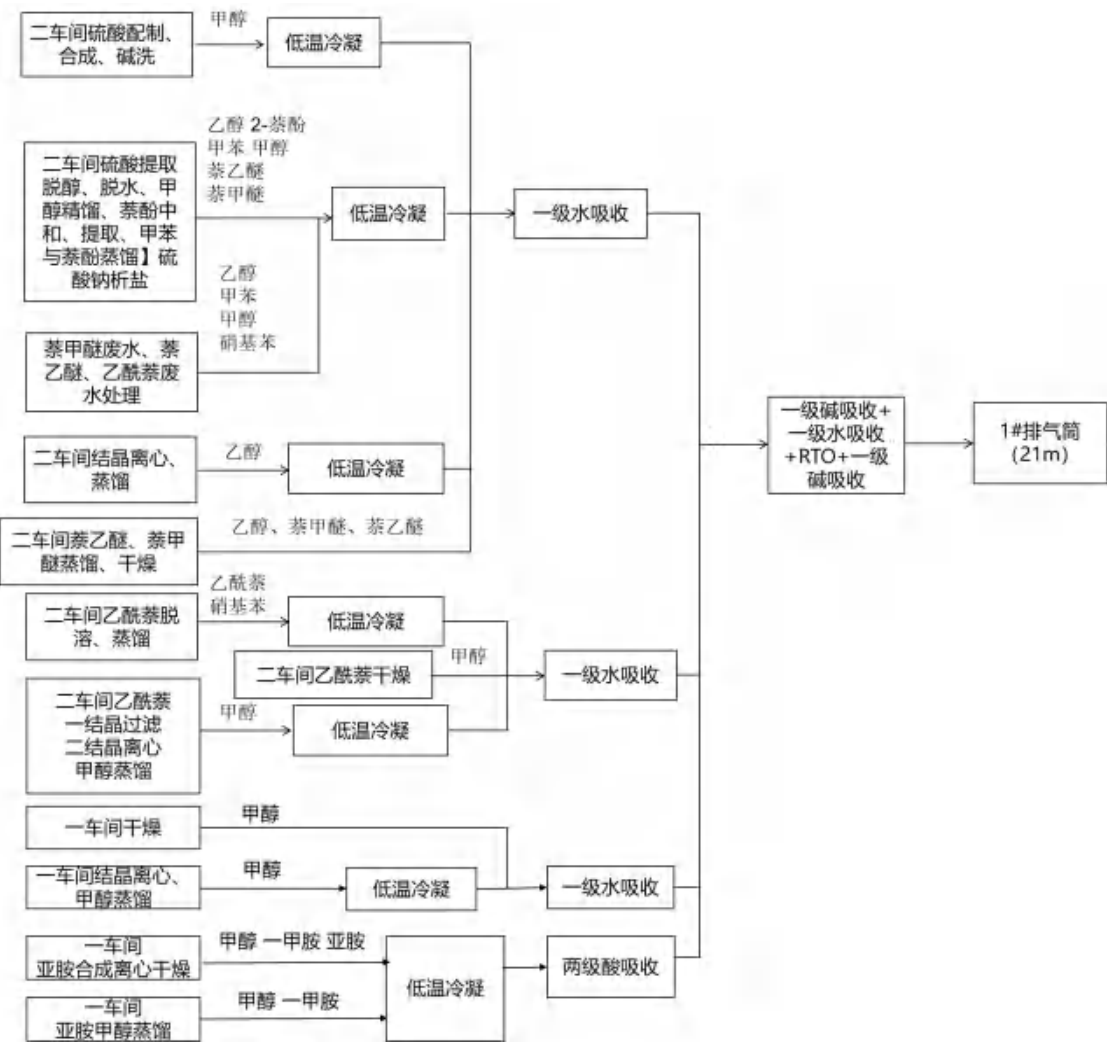 二车间硫酸配制、
合成、碱洗
甲醇
低温冷凝
乙醇 2-萘酚
甲苯 甲醇
萘乙醚
萘甲醚
二车间硫酸提取
脱醇、脱水、甲
醇精馏、萘酚中
和、提取、甲苯
与萘酚蒸馏】硫
酸钠析盐
低温冷凝
一级水吸收
乙醇
甲苯
甲醇
硝基苯
萘甲醚废水、萘
乙醚、乙酰萘废
水处理
一级碱吸收+
一级水吸收
+RTO+一级
碱吸收
1#排气筒
(21m)
二车间结晶离心、
蒸馏
乙醇
低温冷凝
二车间萘乙醚、萘甲
醚蒸馏、干燥
乙醇、萘甲醚、萘乙醚
二车间乙酰萘脱
溶、蒸馏
乙酰萘
硝基苯
低温冷凝
二车间乙酰萘干燥
甲醇
一级水吸收
二车间乙酰萘
一结晶过滤
二结晶离心
甲醇蒸馏
甲醇
低温冷凝
一车间干燥
甲醇
一车间结晶离心、
甲醇蒸馏
甲醇
低温冷凝
一级水吸收
一车间
亚胺合成离心干燥
甲醇 一甲胺 亚胺
低温冷凝
两级酸吸收
一车间
亚胺甲醇蒸馏
甲醇 一甲胺